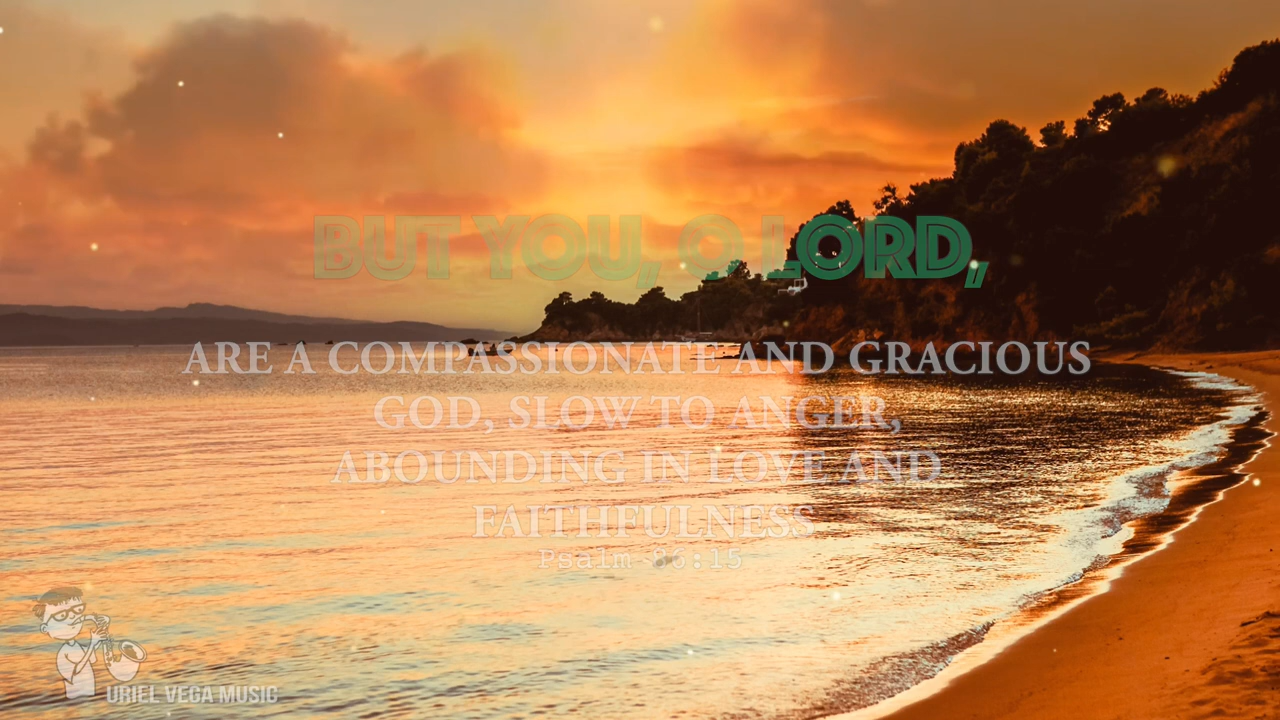 BUT YOU, O LORD,
ARE A COMPASSIONATE AND GRACIOUS
GOD, SLOW TO ANGER,
ABOUNDING IN LOVE AND
FAITHFULNESS
Psalm 86:15
URIEL VEGA MUSIC